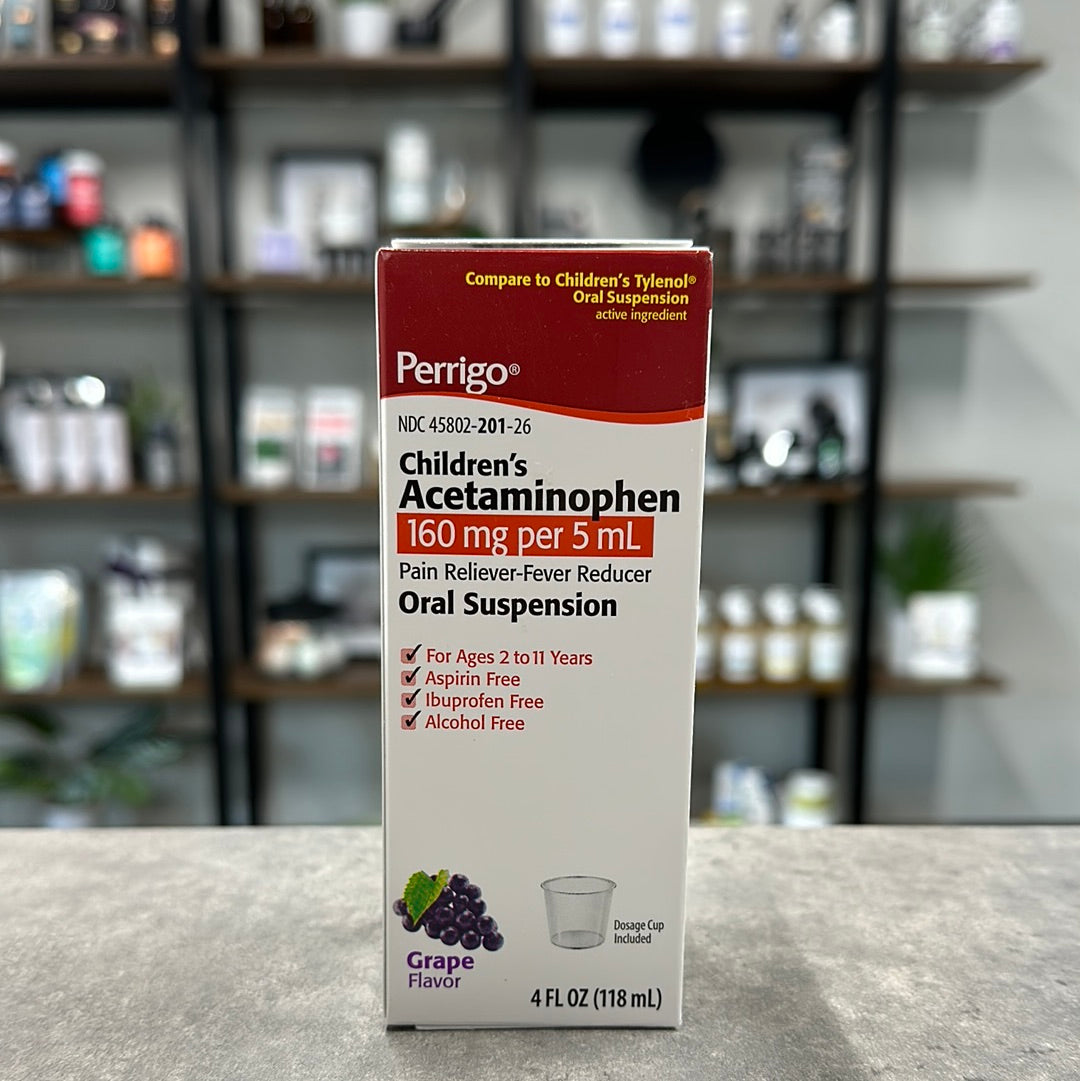 Compare to Children's Tylenol®
Oral Suspension
active ingredient
Perrigo®
NDC 45802-201-26
Children's
Acetaminophen
160 mg per 5 mL
Pain Reliever-Fever Reducer
Oral Suspension
For Ages 2 to 11 Years
Aspirin Free
Ibuprofen Free
Alcohol Free
Grape
Flavor
Dosage Cup
Included
4 FL OZ (118 mL)